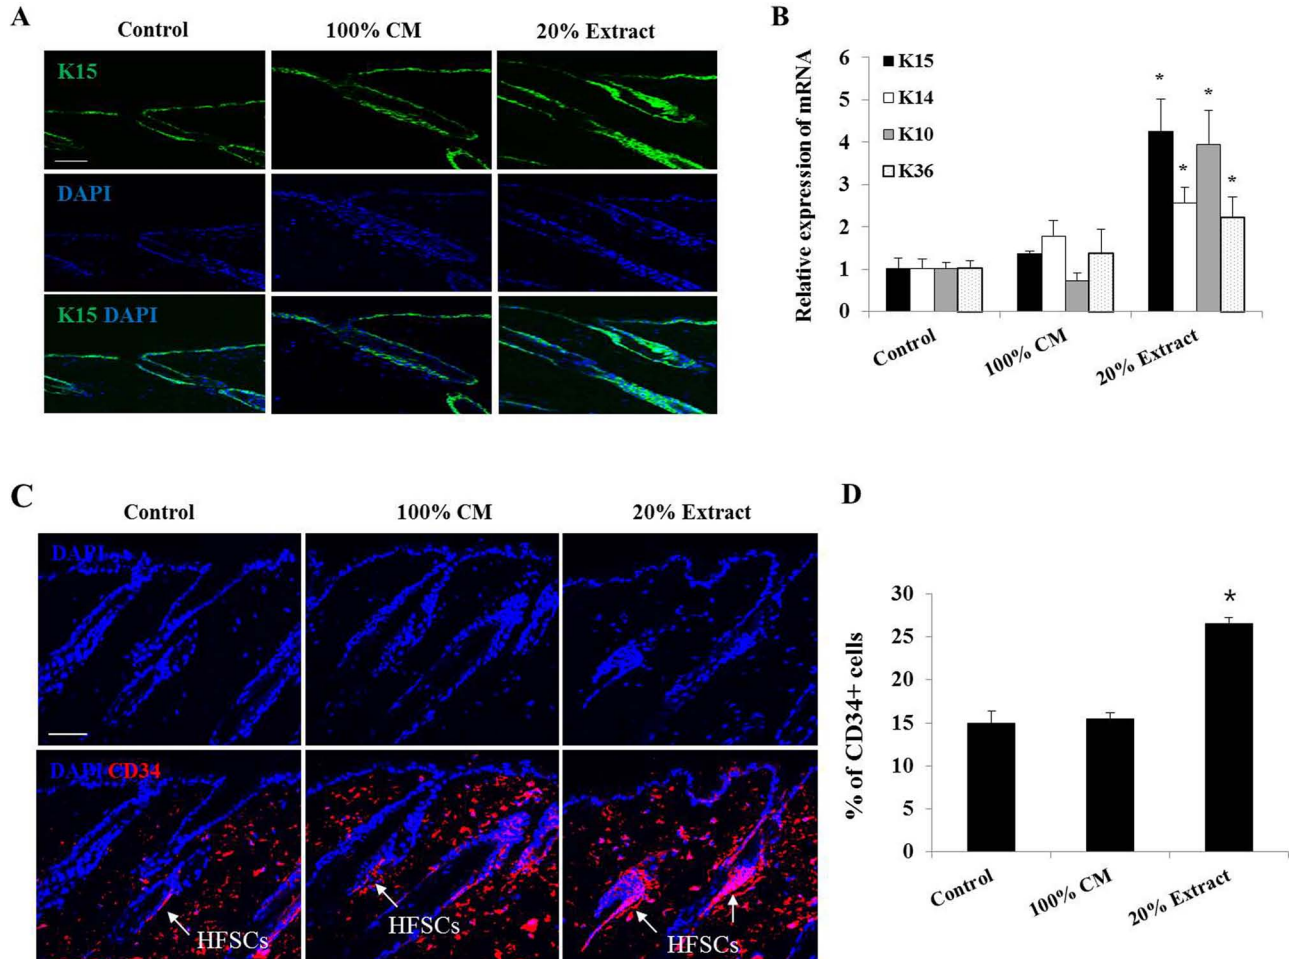 A
Control
100% CM
20% Extract
K15
DAPI
K15 DAPI
B
Relative expression of mRNA
6
5
4
3
2
1
0
K15
K14
K10
K36
*
*
*
*
Control
100% CM
20% Extract
C
Control
100% CM
20% Extract
DAPI
DAPI CD34
HFSCs
HFSCs
HFSCs
D
% of CD34+ cells
30
25
20
15
10
5
0
*
Control
100% CM
20% Extract